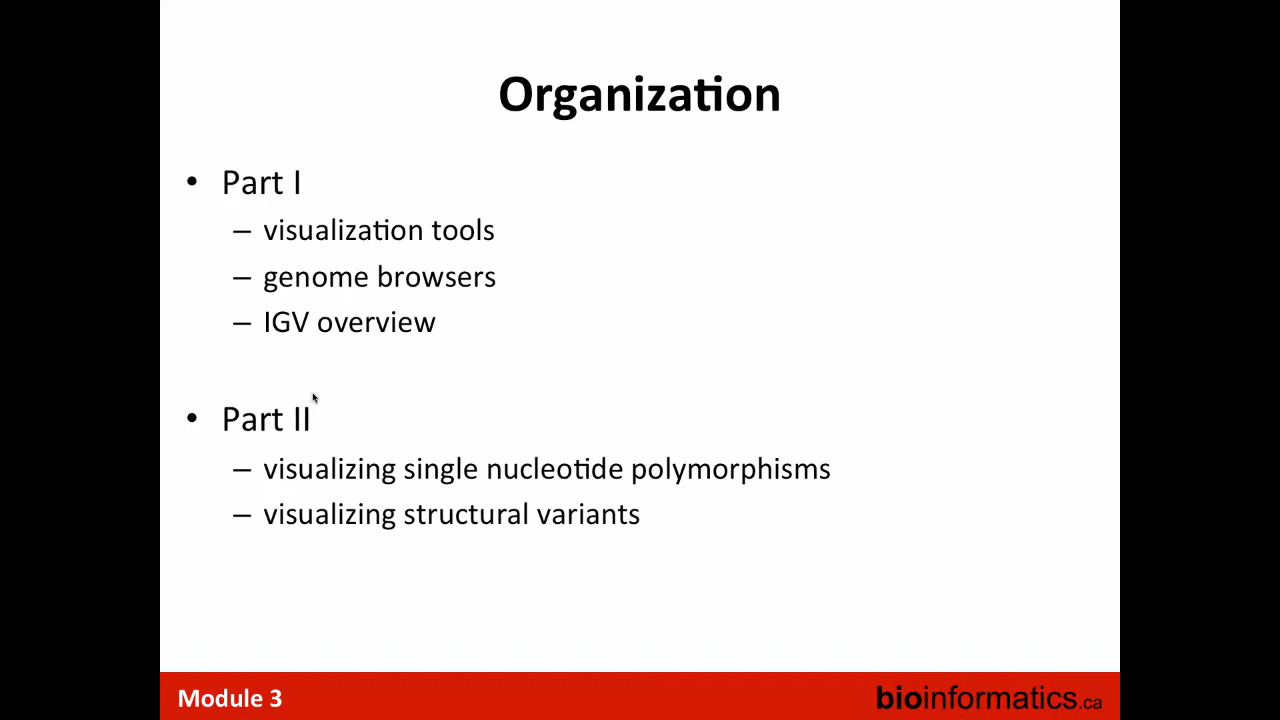 Organization
• Part I
– visualization tools
– genome browsers
– IGV overview
• Part II
– visualizing single nucleotide polymorphisms
– visualizing structural variants
Module 3
bioinformatics.ca